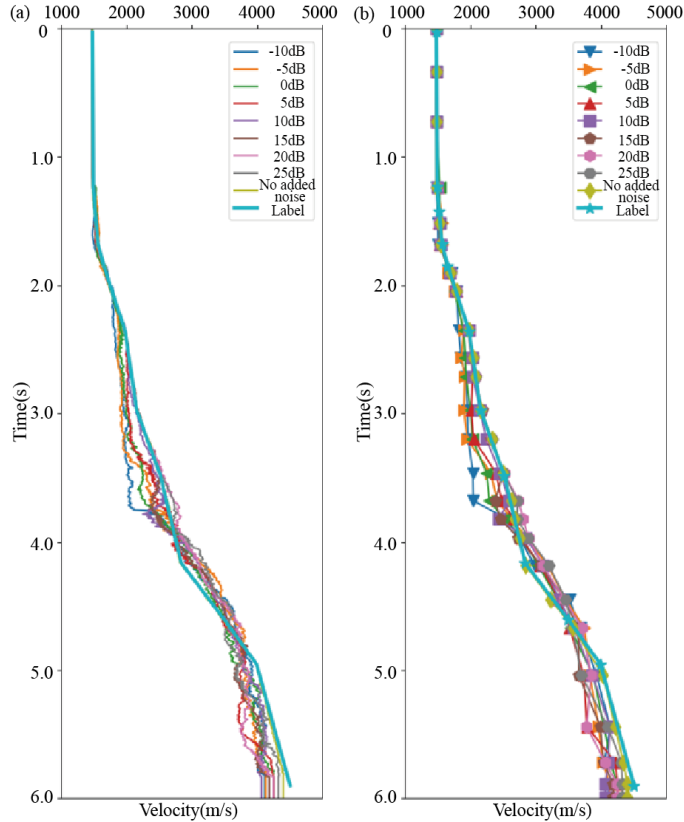 (a)
1000 2000 3000 4000 5000
0
1.0
2.0
3.0
4.0
5.0
6.0
Time(s)
Velocity(m/s)
-10dB
-5dB
0dB
5dB
10dB
15dB
20dB
25dB
No added
noise
Label
(b)
1000 2000 3000 4000 5000
0
1.0
2.0
3.0
4.0
5.0
6.0
Time(s)
Velocity(m/s)
-10dB
-5dB
0dB
5dB
10dB
15dB
20dB
25dB
No added
noise
Label